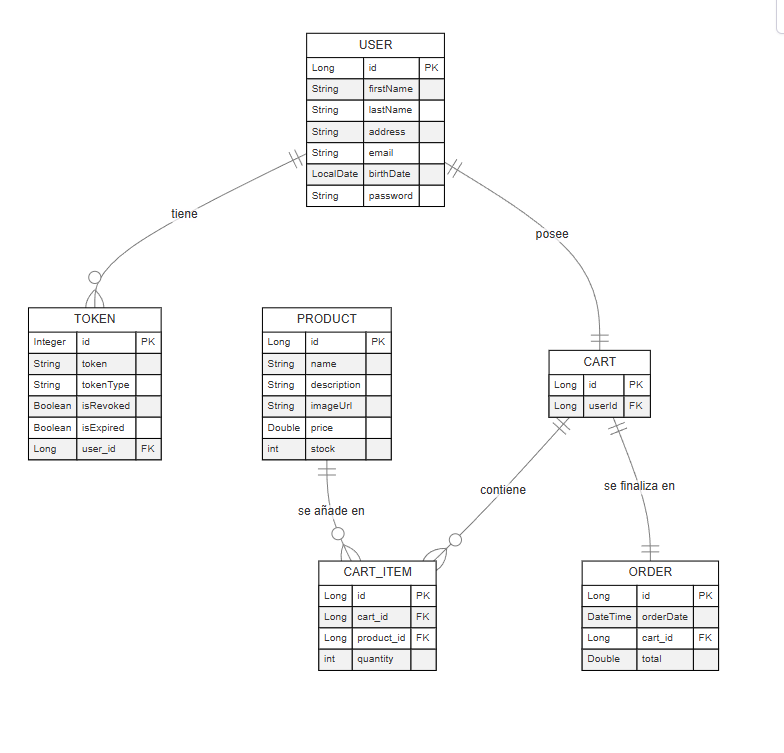 USER
Long id PK
String firstName
String lastName
String address
String email
LocalDate birthDate
String password
tiene
posee
TOKEN
Integer id PK
String token
String tokenType
Boolean isRevoked
Boolean isExpired
Long user_id FK
PRODUCT
Long id PK
String name
String description
String imageUrl
Double price
int stock
CART
Long id PK
Long userId FK
se añade en
contiene
se finaliza en
CART_ITEM
Long id PK
Long cart_id FK
Long product_id FK
int quantity
ORDER
Long id PK
DateTime orderDate
Long cart_id FK
Double total